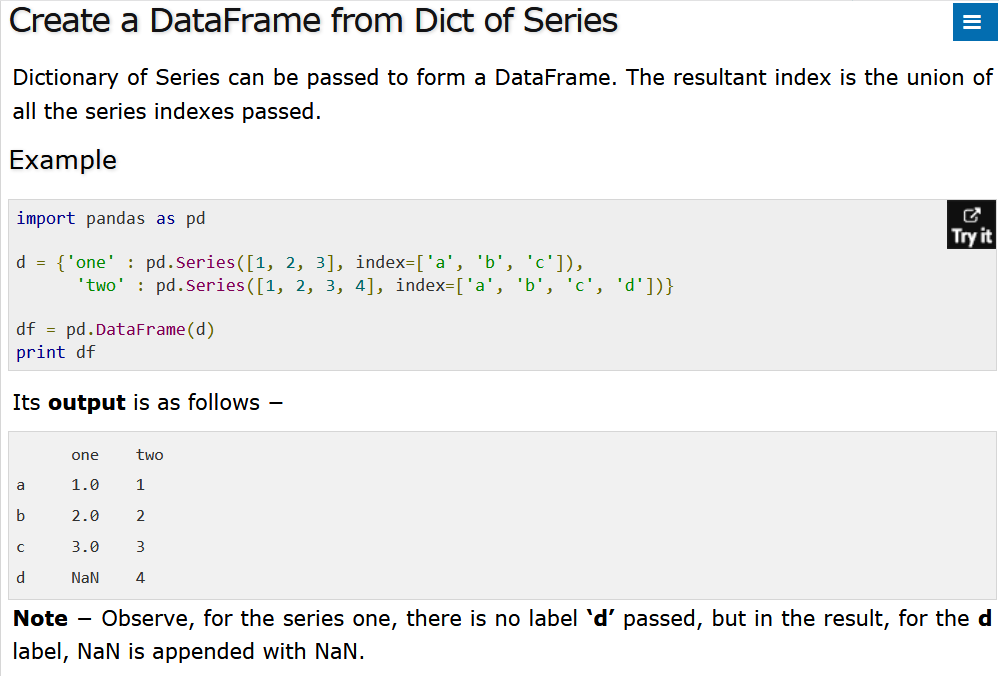 Create a DataFrame from Dict of Series
Dictionary of Series can be passed to form a DataFrame. The resultant index is the union of
all the series indexes passed.
Example
import pandas as pd
Try it
d = {'one' : pd.Series([1, 2, 3], index=['a', 'b', 'c']),
      'two' : pd.Series([1, 2, 3, 4], index=['a', 'b', 'c', 'd'])}
df = pd.DataFrame(d)
print df
Its output is as follows −
one two
a 1.0 1
b 2.0 2
c 3.0 3
d NaN 4
Note − Observe, for the series one, there is no label ‘d’ passed, but in the result, for the d
label, NaN is appended with NaN.